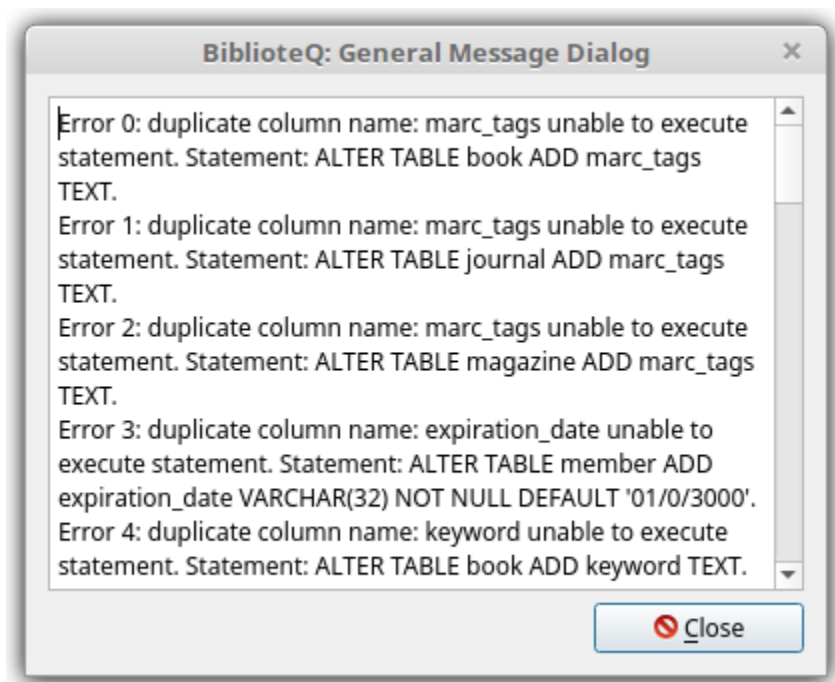 BiblioteQ: General Message Dialog
Error 0: duplicate column name: marc_tags unable to execute
statement. Statement: ALTER TABLE book ADD marc_tags
TEXT.
Error 1: duplicate column name: marc_tags unable to execute
statement. Statement: ALTER TABLE journal ADD marc_tags
TEXT.
Error 2: duplicate column name: marc_tags unable to execute
statement. Statement: ALTER TABLE magazine ADD marc_tags
TEXT.
Error 3: duplicate column name: expiration_date unable to
execute statement. Statement: ALTER TABLE member ADD
expiration_date VARCHAR(32) NOT NULL DEFAULT '01/0/3000'.
Error 4: duplicate column name: keyword unable to execute
statement. Statement: ALTER TABLE book ADD keyword TEXT.
Close